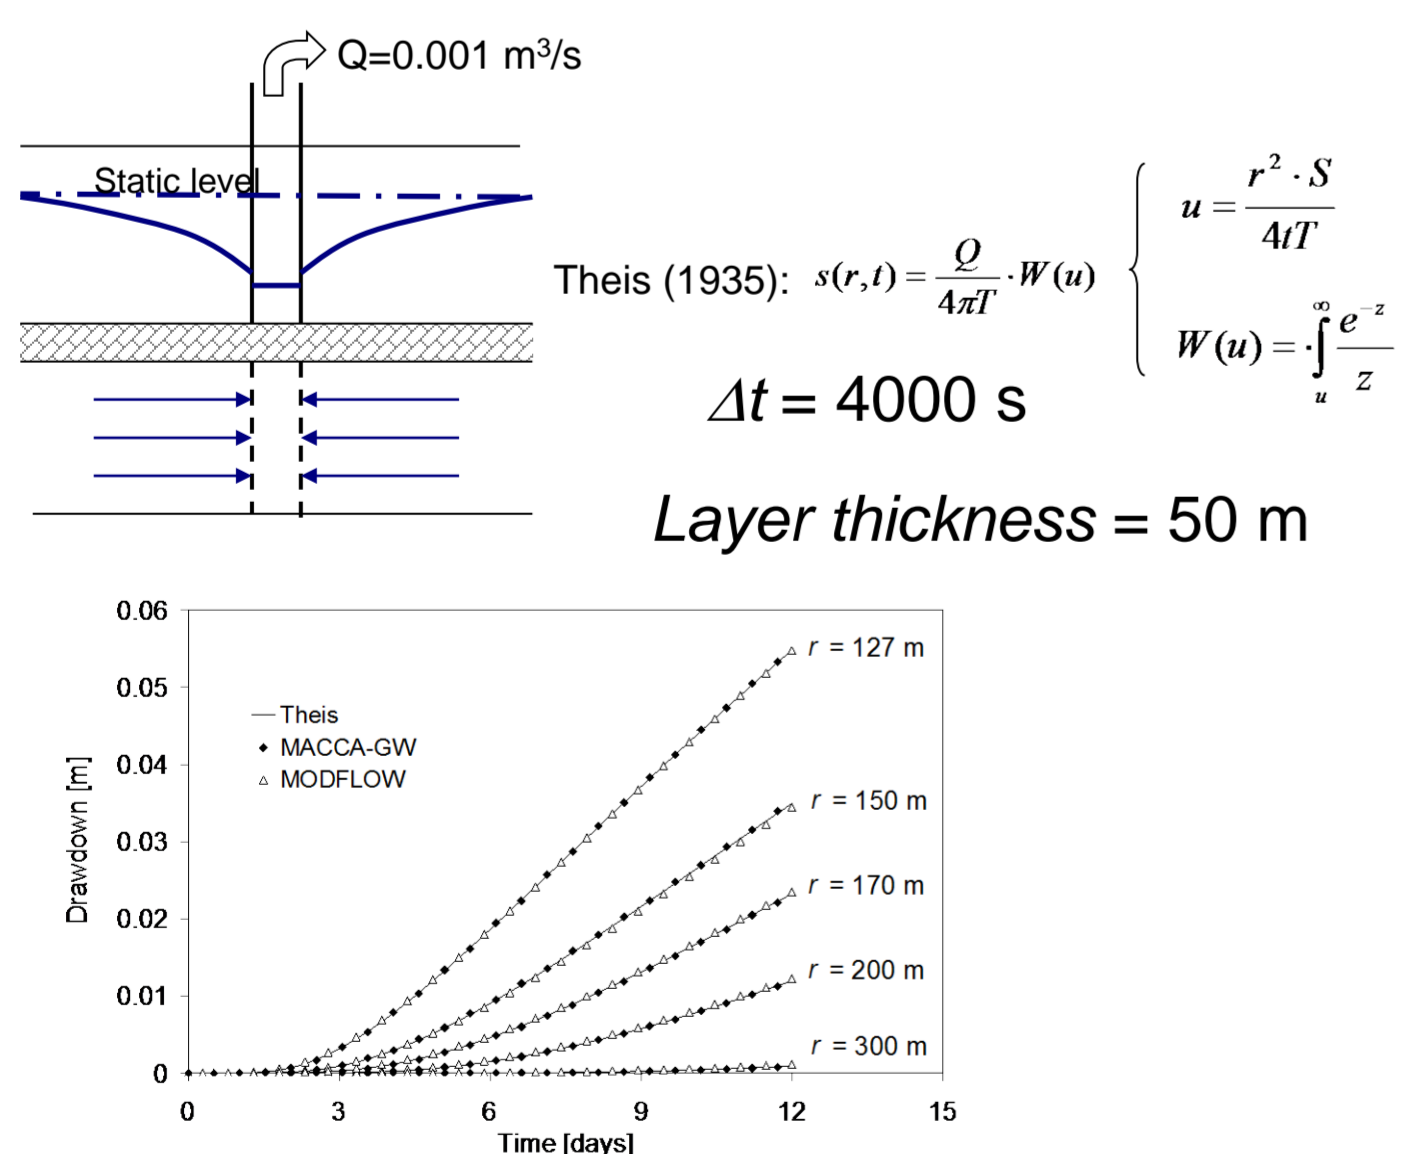 Q=0.001 m³/s
Static level
Theis (1935): s(r,t) = Q / 4πT · W(u)
u = r² · S / 4tT
W(u) = · ∫ᵤ^∞ e⁻ᶻ / z
Δt = 4000 s
Layer thickness = 50 m
0.06
0.05
0.04
0.03
0.02
0.01
0
Drawdown [m]
Theis
MACCA-GW
MODFLOW
r = 127 m
r = 150 m
r = 170 m
r = 200 m
r = 300 m
0 3 6 9 12 15
Time [days]